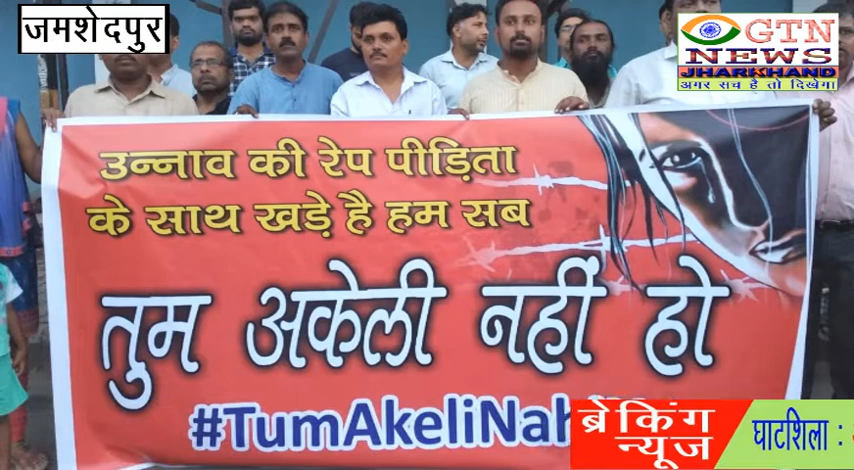 जमशेदपुर
GTN
NEWS
JHARKHAND
अगर सच है तो दिखेगा
उन्नाव की रेप पीड़िता
के साथ खड़े है हम सब
तुम अकेली नहीं हो
#TumAkeliNah
ब्रेकिंग
न्यूज
घाटशिला :